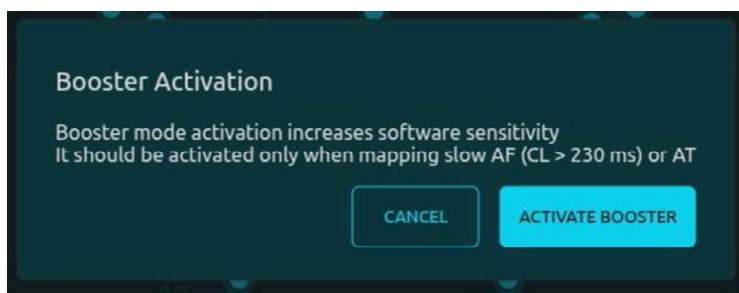 Booster Activation
Booster mode activation increases software sensitivity
It should be activated only when mapping slow AF (CL > 230 ms) or AT
CANCEL
ACTIVATE BOOSTER